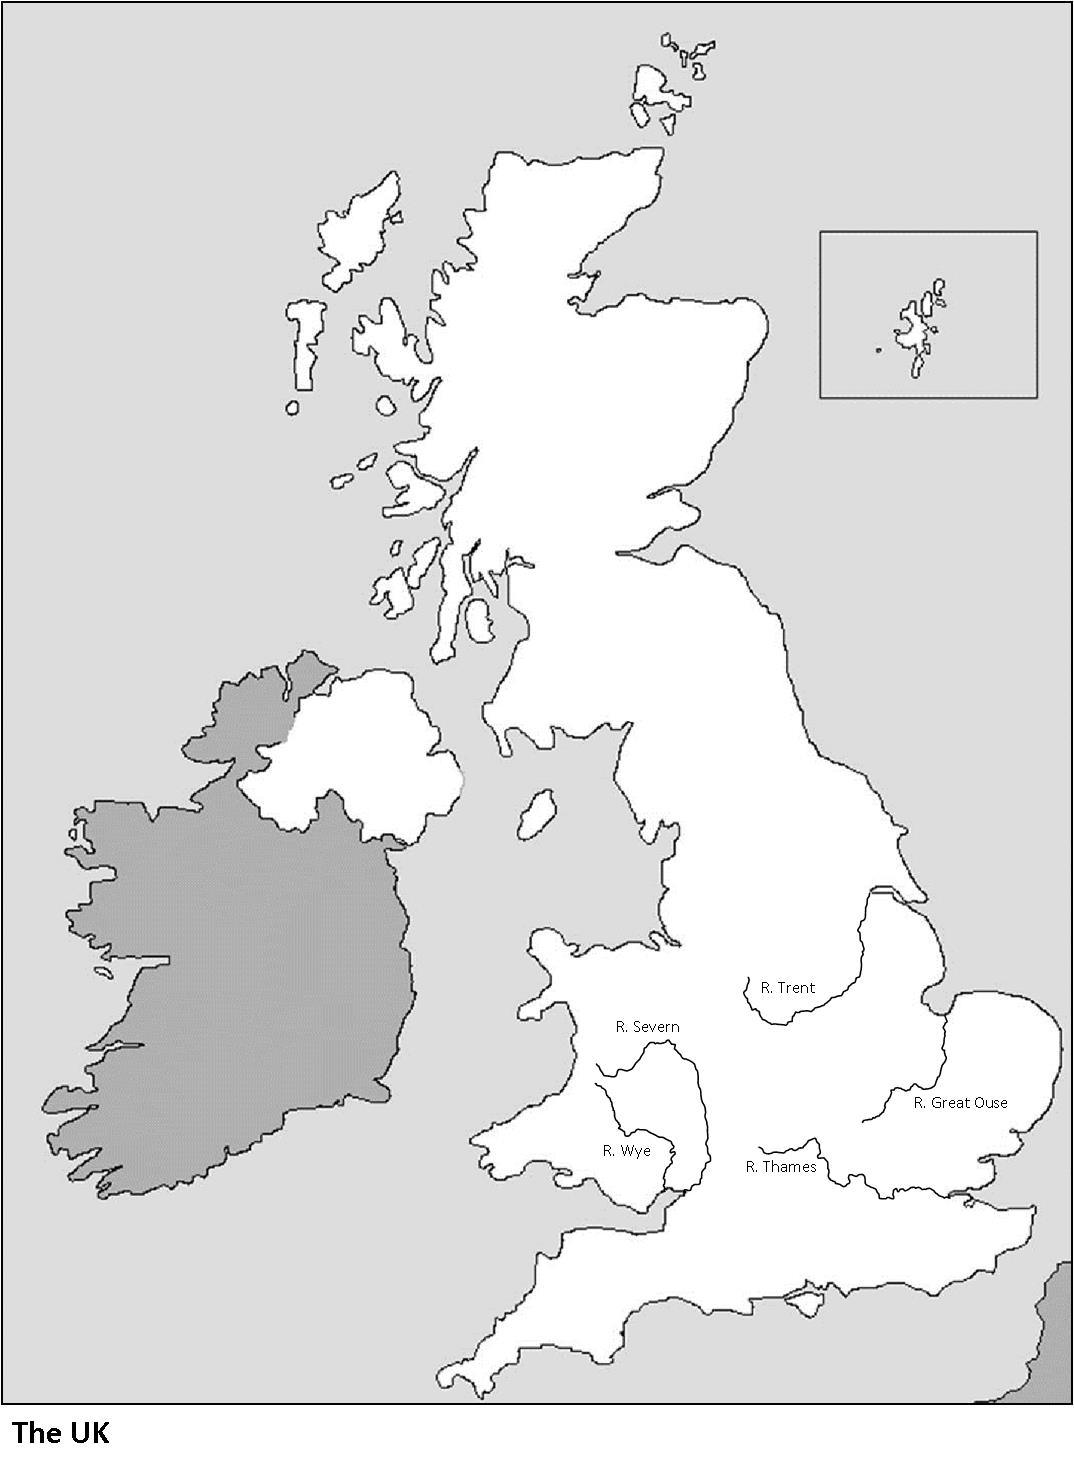 R. Trent
R. Severn
R. Great Ouse
R. Wye
R. Thames
The UK